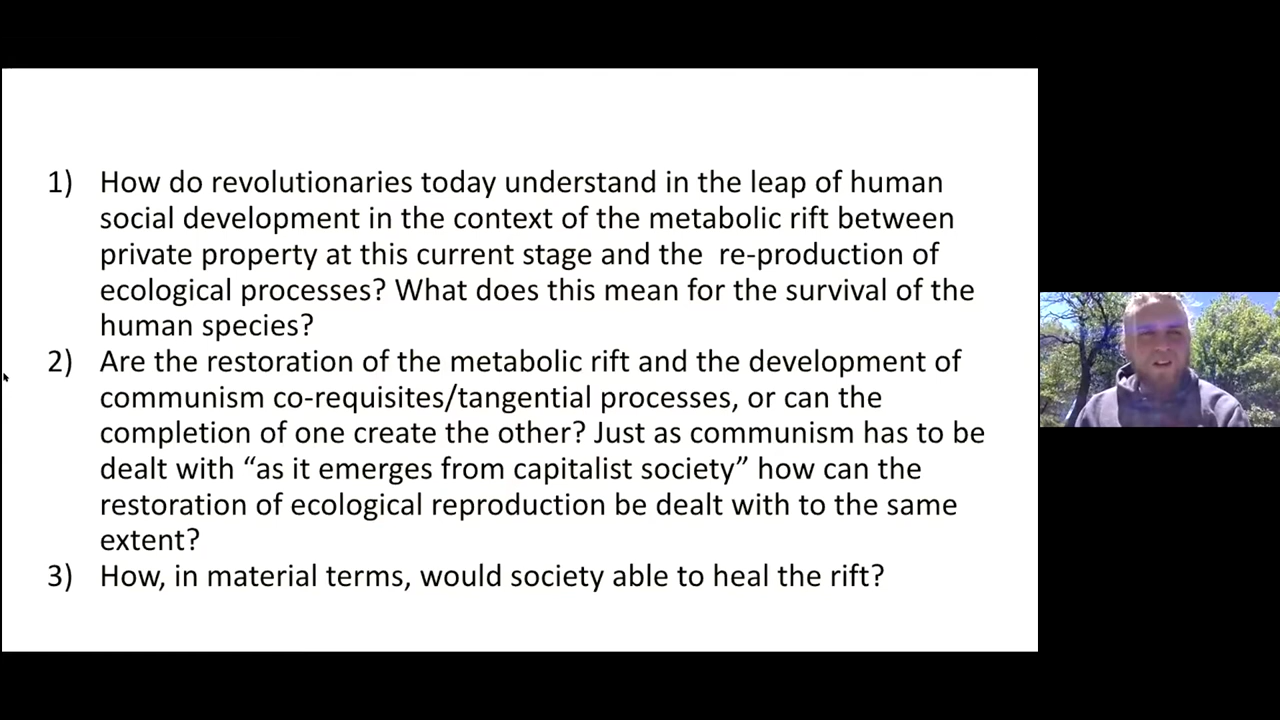 1) How do revolutionaries today understand in the leap of human
social development in the context of the metabolic rift between
private property at this current stage and the  re-production of
ecological processes? What does this mean for the survival of the
human species?
2) Are the restoration of the metabolic rift and the development of
communism co-requisites/tangential processes, or can the
completion of one create the other? Just as communism has to be
dealt with “as it emerges from capitalist society” how can the
restoration of ecological reproduction be dealt with to the same
extent?
3) How, in material terms, would society able to heal the rift?